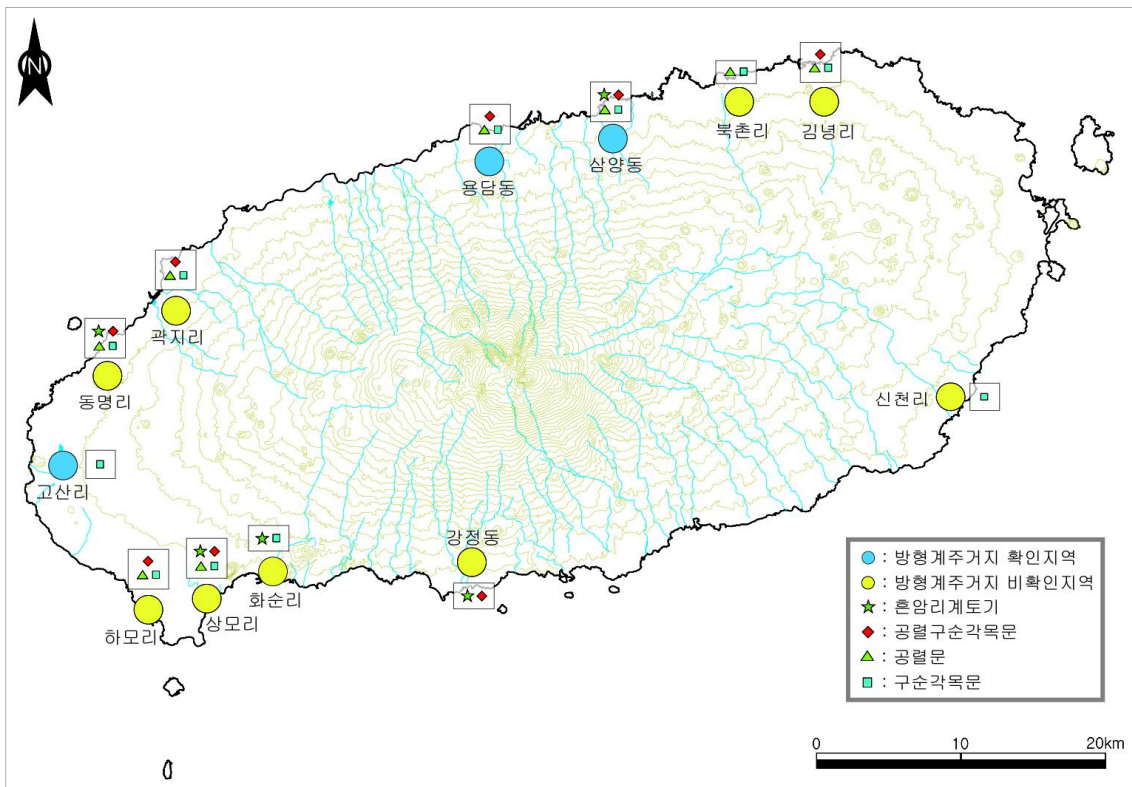 N
북촌리
김녕리
삼양동
용담동
곽지리
동명리
신천리
고산리
강정동
화순리
상모리
하모리
: 방형계주거지 확인지역
: 방형계주거지 비확인지역
: 흔암리계토기
: 공렬구순각목문
: 공렬문
: 구순각목문
0 10 20km